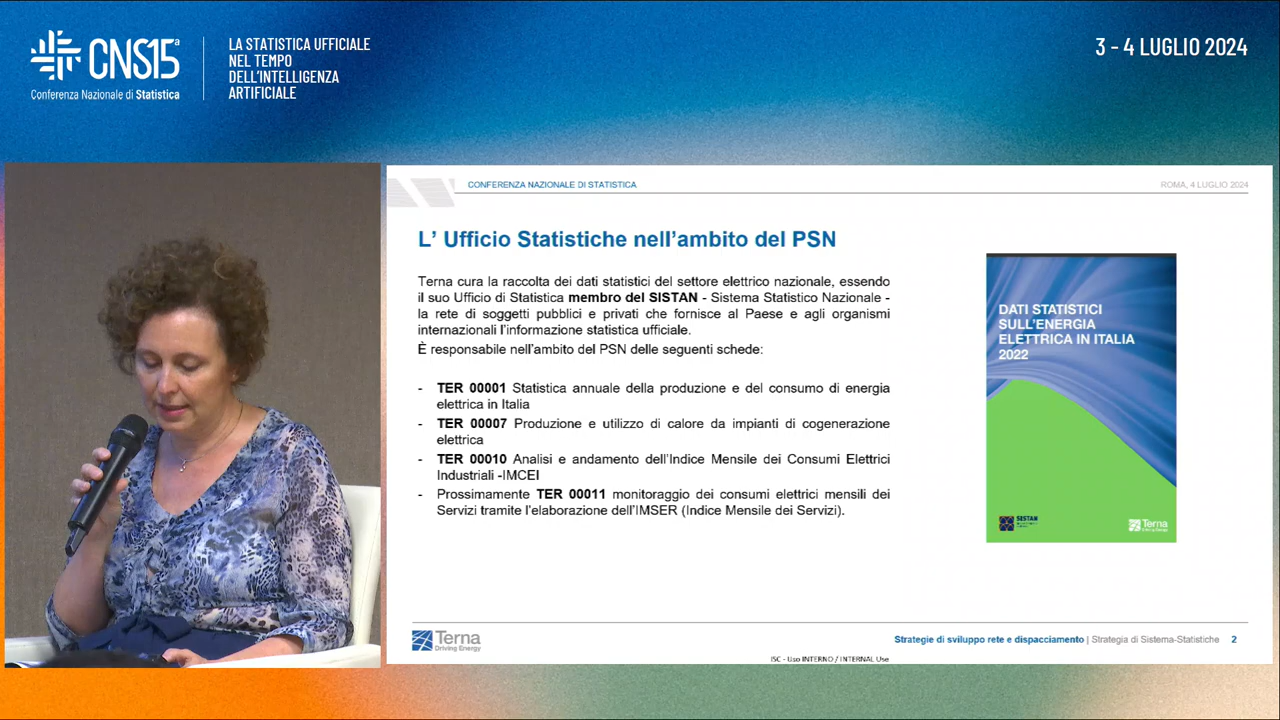 CNS15ª
Conferenza Nazionale di Statistica
LA STATISTICA UFFICIALE
NEL TEMPO
DELL'INTELLIGENZA
ARTIFICIALE
3 - 4 LUGLIO 2024
CONFERENZA NAZIONALE DI STATISTICA
ROMA, 4 LUGLIO 2024
L' Ufficio Statistiche nell'ambito del PSN
Terna cura la raccolta dei dati statistici del settore elettrico nazionale, essendo
il suo Ufficio di Statistica membro del SISTAN - Sistema Statistico Nazionale -
la rete di soggetti pubblici e privati che fornisce al Paese e agli organismi
internazionali l'informazione statistica ufficiale.
È responsabile nell'ambito del PSN delle seguenti schede:
- TER 00001 Statistica annuale della produzione e del consumo di energia
elettrica in Italia
- TER 00007 Produzione e utilizzo di calore da impianti di cogenerazione
elettrica
- TER 00010 Analisi e andamento dell'Indice Mensile dei Consumi Elettrici
Industriali -IMCEI
- Prossimamente TER 00011 monitoraggio dei consumi elettrici mensili dei
Servizi tramite l'elaborazione dell'IMSER (Indice Mensile dei Servizi).
DATI STATISTICI
SULL'ENERGIA
ELETTRICA IN ITALIA
2022
SISTAN
Terna
Driving Energy
Terna
Driving Energy
Strategie di sviluppo rete e dispacciamento | Strategia di Sistema-Statistiche 2
ISC - Uso INTERNO / INTERNAL Use